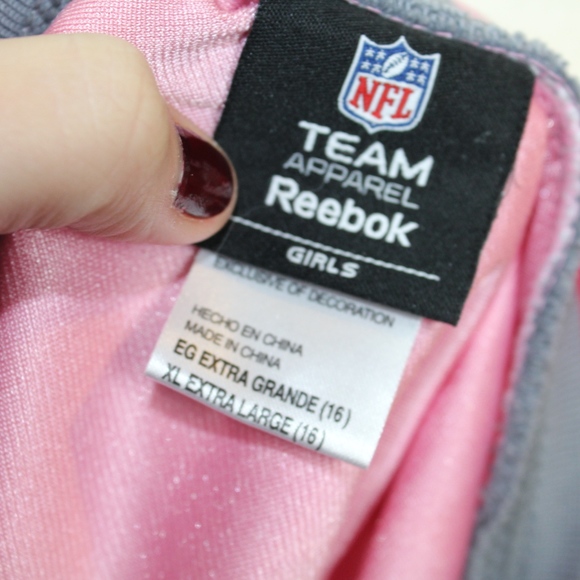 NFL
TEAM
APPAREL
Reebok
GIRLS
EXCLUSIVE OF DECORATION
HECHO EN CHINA
MADE IN CHINA
EG EXTRA GRANDE (16)
XL EXTRA LARGE (16)